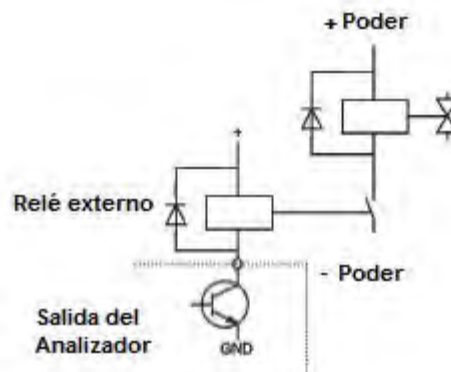 + Poder
+
Relé externo
- Poder
Salida del
Analizador
GND